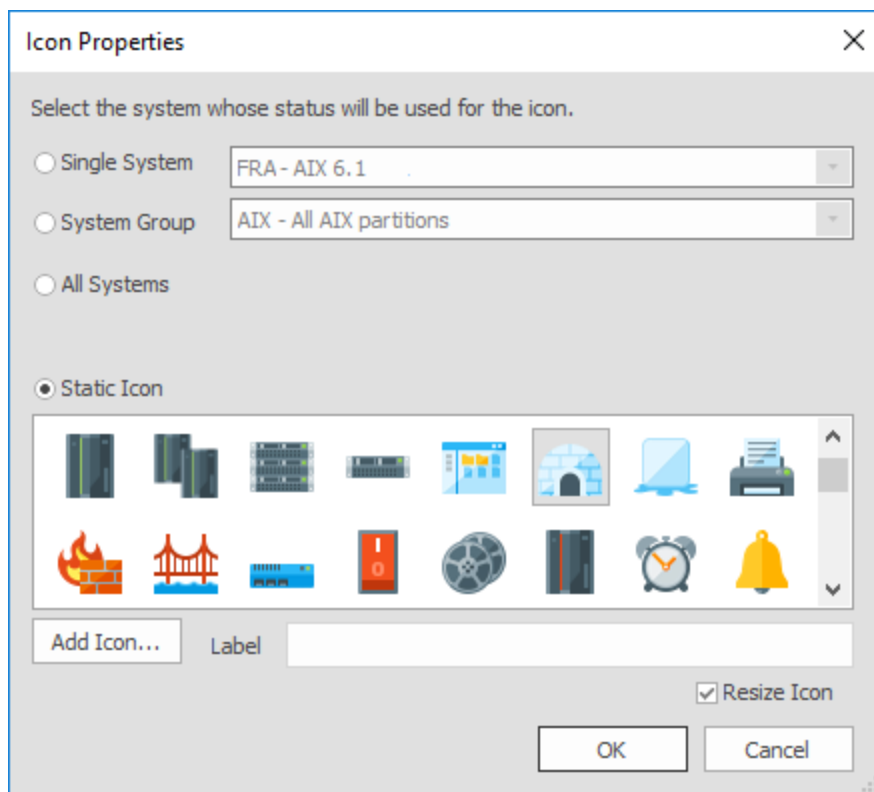 Icon Properties
Select the system whose status will be used for the icon.
Single System
FRA - AIX 6.1
System Group
AIX - All AIX partitions
All Systems
Static Icon
I
0
Add Icon...
Label
Resize Icon
OK
Cancel